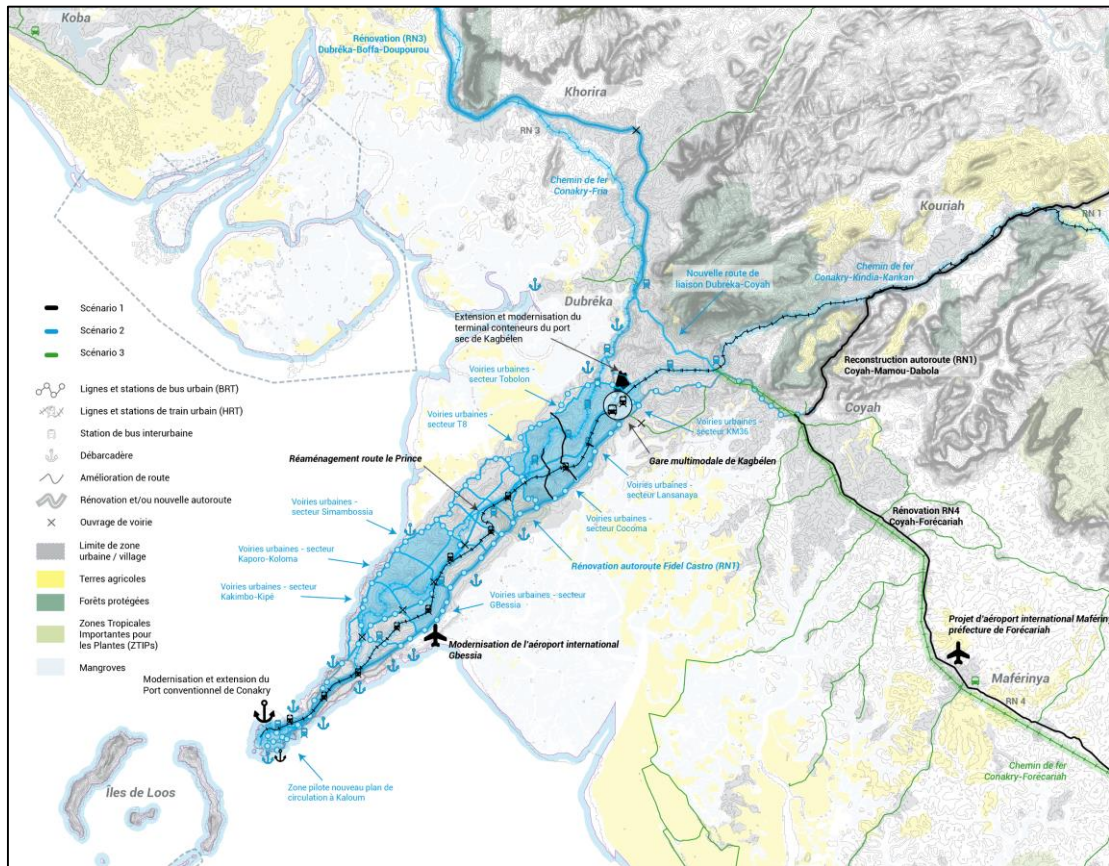 Koba
Rénovation (RN3)
Dubréka-Boffa-Doupourou
Khorira
RN 3
Chemin de fer
Conakry-Fria
Kouriah
RN 1
Chemin de fer
Conakry-Kindia-Kankan
Nouvelle route de
liaison Dubréka-Coyah
Dubréka
Extension et modernisation du
terminal conteneurs du port
sec de Kagbélen
Reconstruction autoroute (RN1)
Coyah-Mamou-Dabola
Coyah
Voiries urbaines -
secteur Tobolon
Voiries urbaines -
secteur T8
Voiries urbaines -
secteur KM36
Gare multimodale de Kagbélen
Réaménagement route le Prince
Voiries urbaines -
secteur Lansanaya
Rénovation RN4
Coyah-Forécariah
Voiries urbaines -
secteur Simambossia
Voiries urbaines -
secteur Cocoma
Voiries urbaines - secteur
Kaporo-Koloma
Rénovation autoroute Fidel Castro (RN1)
Voiries urbaines - secteur
Kakimbo-Kipé
Voiries urbaines - secteur
GBessia
Modernisation de l'aéroport international
Gbessia
Projet d'aéroport international Maférin
préfecture de Forécariah
Maférinya
RN 4
Modernisation et extension du
Port conventionnel de Conakry
Chemin de fer
Conakry-Forécariah
Zone pilote nouveau plan de
circulation à Kaloum
Îles de Loos
Scénario 1
Scénario 2
Scénario 3
Lignes et stations de bus urbain (BRT)
Lignes et stations de train urbain (HRT)
Station de bus interurbaine
Débarcadère
Amélioration de route
Rénovation et/ou nouvelle autoroute
Ouvrage de voirie
Limite de zone
urbaine / village
Terres agricoles
Forêts protégées
Zones Tropicales
Importantes pour
les Plantes (ZTIPs)
Mangroves